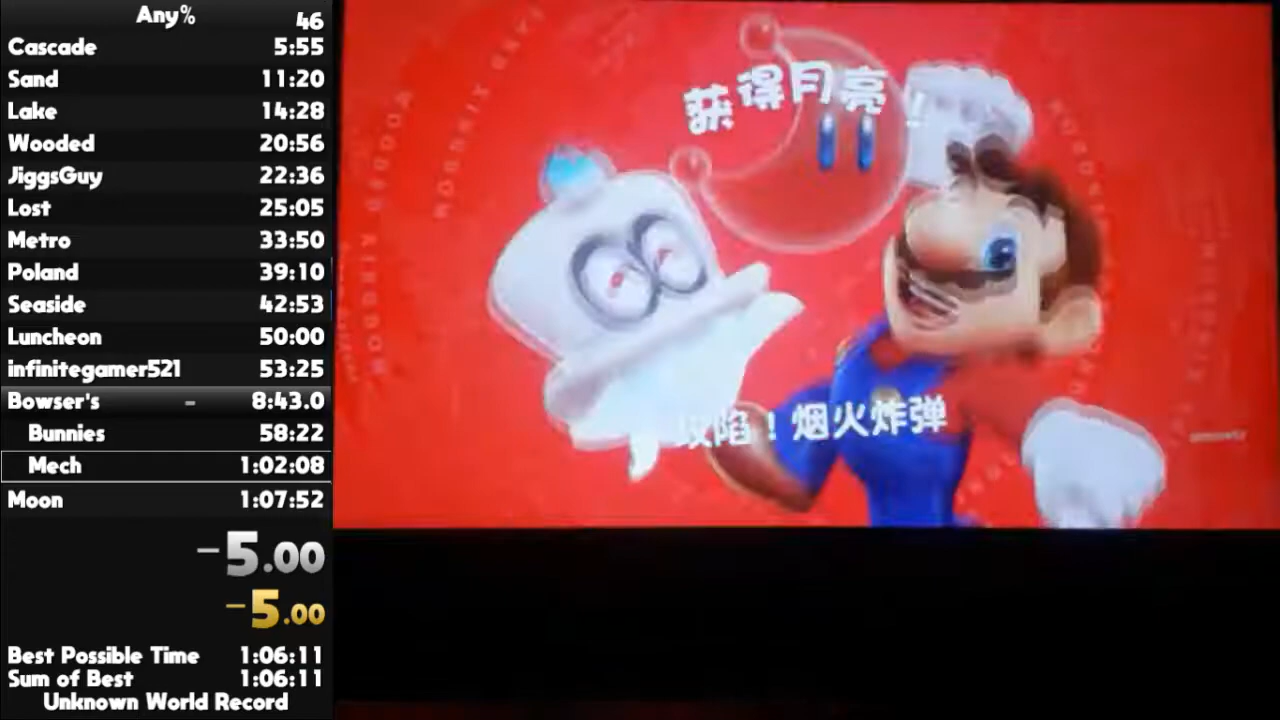 Any%
46
Cascade 5:55
Sand 11:20
Lake 14:28
Wooded 20:56
JiggsGuy 22:36
Lost 25:05
Metro 33:50
Poland 39:10
Seaside 42:53
Luncheon 50:00
infinitegamer521 53:25
Bowser's - 8:43.0
Bunnies 58:22
Mech 1:02:08
Moon 1:07:52
-5.00
-5.00
Best Possible Time 1:06:11
Sum of Best 1:06:11
Unknown World Record
获得月亮！
攻陷！烟火炸弹